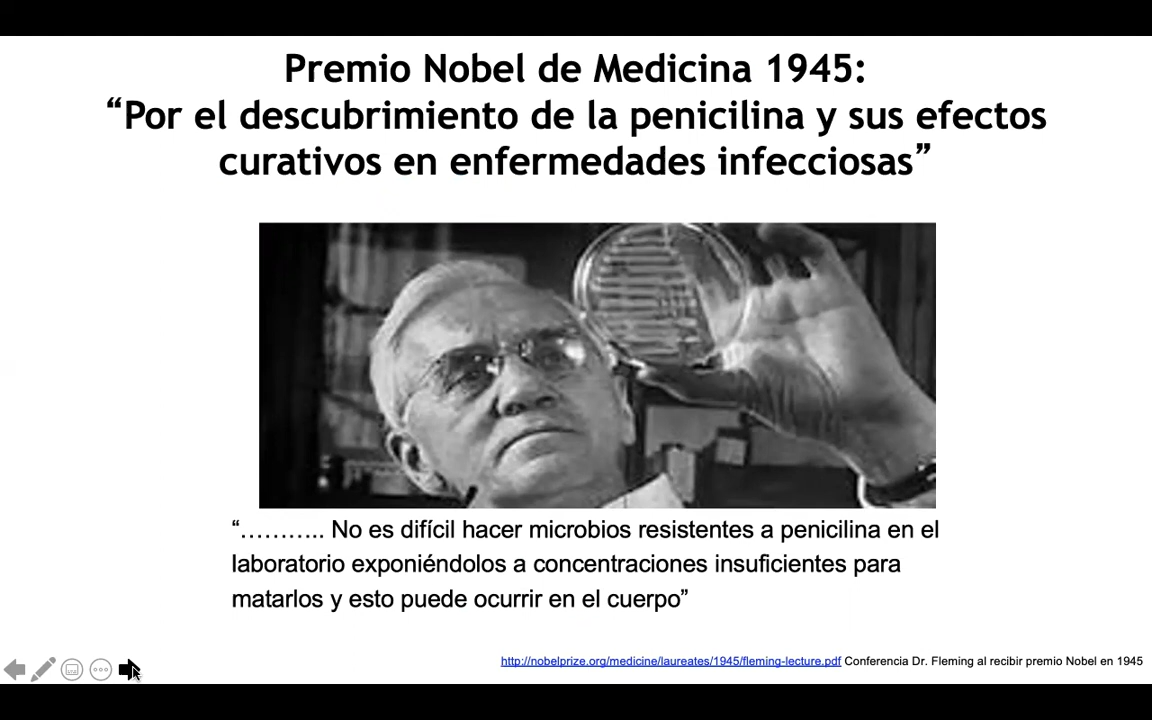 Premio Nobel de Medicina 1945:
“Por el descubrimiento de la penicilina y sus efectos
curativos en enfermedades infecciosas”
“……….. No es difícil hacer microbios resistentes a penicilina en el
laboratorio exponiéndolos a concentraciones insuficientes para
matarlos y esto puede ocurrir en el cuerpo”
http://nobelprize.org/medicine/laureates/1945/fleming-lecture.pdf Conferencia Dr. Fleming al recibir premio Nobel en 1945